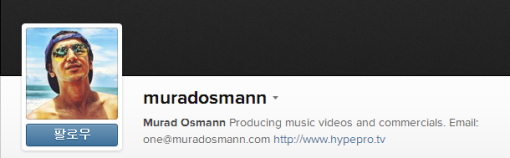 muradosmann
Murad Osmann Producing music videos and commercials. Email:
one@muradosmann.com http://www.hypepro.tv
팔로우